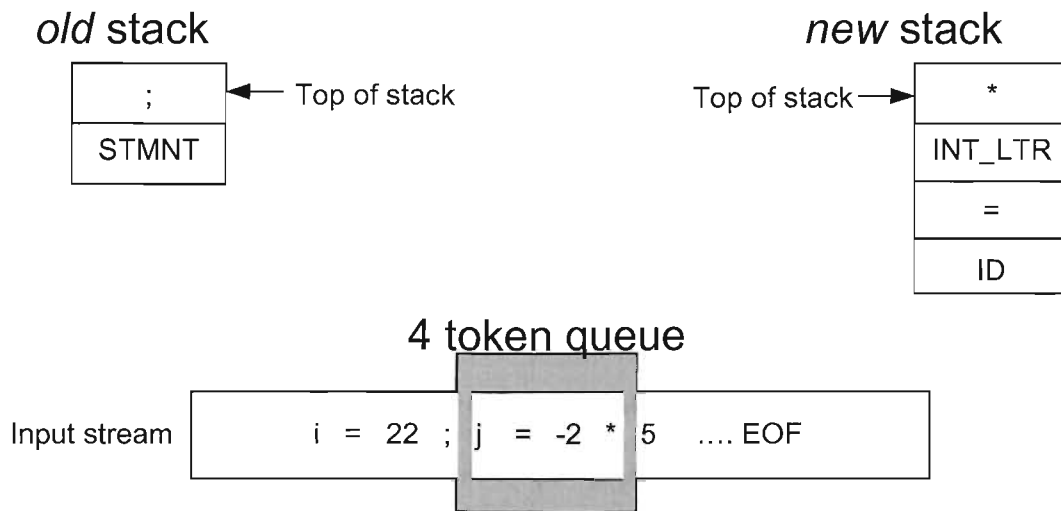 old stack
new stack
;
Top of stack
STMNT
Top of stack
*
INT_LTR
=
ID
4 token queue
Input stream
i = 22 ; j = -2 * 5 .... EOF